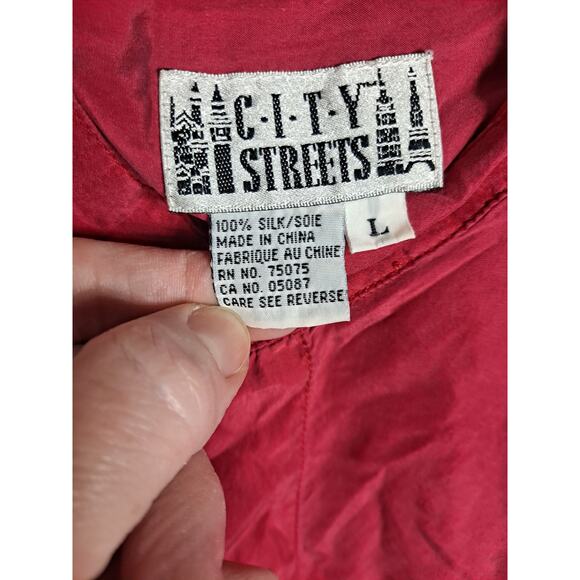 C·I·T·Y
STREETS
L
100% SILK/SOIE
MADE IN CHINA
FABRIQUE AU CHINE
RN NO. 75075
CA NO. 05087
CARE SEE REVERSE